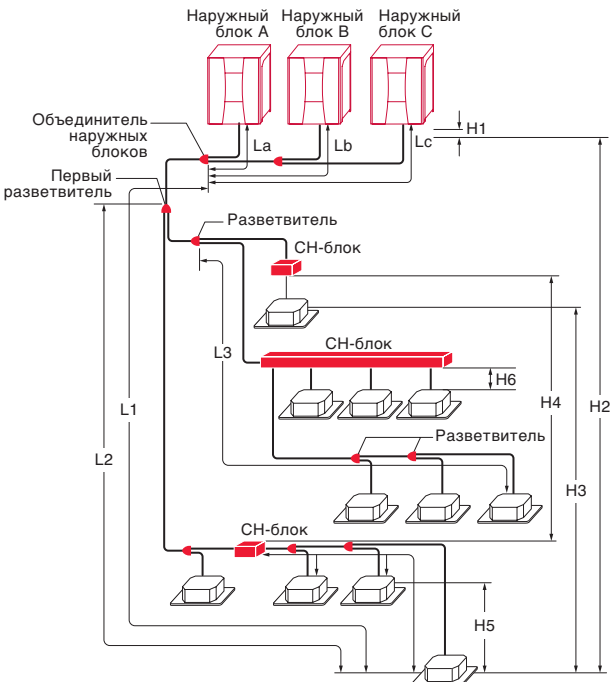 Наружный блок А
Наружный блок В
Наружный блок С
Объединитель
наружных
блоков
La
Lb
Lc
H1
Первый
разветвитель
Разветвитель
CH-блок
CH-блок
L3
H6
H4
H2
L1
L2
Разветвитель
H3
CH-блок
H5